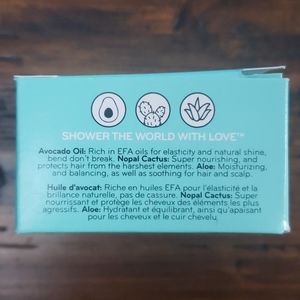 SHOWER THE WORLD WITH LOVE™
Avocado Oil: Rich in EFA oils for elasticity and natural shine,
bend don't break. Nopal Cactus: Super nourishing, and
protects hair from the harshest elements. Aloe: Moisturizing,
and balancing, as well as soothing for hair and scalp.
Huile d'avocat: Riche en huiles EFA pour l'élasticité et la
brillance naturelle, pas de cassure. Nopal Cactus: Super
nourrissant et protège les cheveux des éléments les plus
agressifs. Aloe: Hydratant et équilibrant, ainsi qu'apaisant
pour les cheveux et le cuir chevelu